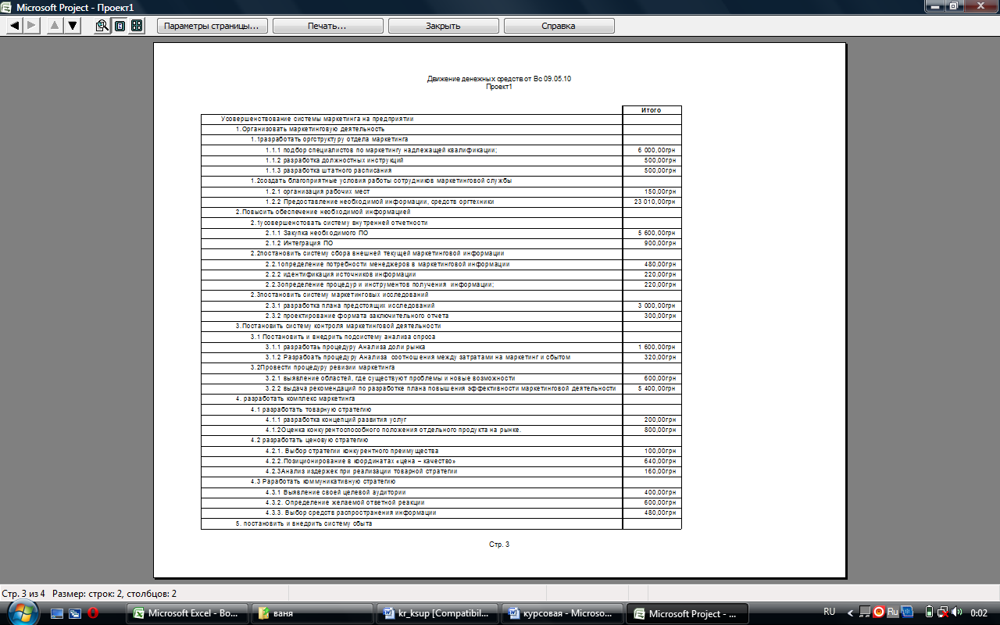 Microsoft Project - Проект1
Параметры страницы... Печать... Закрыть Справка
Движение денежных средств от Вс 09.05.10
Проект1
Итого
Усовершенствование системы маркетинга на предприятии
1.Организовать маркетинговую деятельность
1.1разработать оргструктуру отдела маркетинга
1.1.1 подбор специалистов по маркетингу надлежащей квалификации; 6 000,00грн
1.1.2 разработка должностных инструкций 500,00грн
1.1.3 разработка штатного расписания 500,00грн
1.2создать благоприятные условия работы сотрудников маркетинговой службы
1.2.1 организация рабочих мест 150,00грн
1.2.2 Предоставление необходимой информации, средств оргтехники 23 010,00грн
2.Повысить обеспечение необходимой информацией
2.1усовершенстовать систему внутренней отчетности
2.1.1 Закупка необходимого ПО 5 600,00грн
2.1.2 Интеграция ПО 900,00грн
2.2постановить систему сбора внешней текущей маркетинговой информации
2.2.1определение потребности менеджеров в маркетинговой информации 480,00грн
2.2.2 идентификация источников информации 220,00грн
2.2.3определение процедур и инструментов получения информации; 220,00грн
2.3постановить систему маркетинговых исследований
2.3.1 разработка плана предстоящих исследований 3 000,00грн
2.3.2 проектирование формата заключительного отчета 300,00грн
3.Постановить систему контроля маркетинговой деятельности
3.1 Постановить и внедрить подсистему анализа спроса
3.1.1 разработаь процедуру Анализа доли рынка 1 600,00грн
3.1.2 Разрабоать процедуру Анализа соотношения между затратами на маркетинг и сбытом 320,00грн
3.2Провести процедуру ревизии маркетинга
3.2.1 выявление областей, где существуют проблемы и новые возможности 600,00грн
3.2.2 выдача рекомендаций по разработке плана повышения эффективности маркетинговой деятельности 5 400,00грн
4. разработать комплекс маркетинга
4.1 разработать товарную стратегию
4.1.1 разработка концепций развития услуг 200,00грн
4.1.2Оценка конкурентоспособного положения отдельного продукта на рынке. 800,00грн
4.2 разработать ценовую стратегию
4.2.1. Выбор стратегии конкурентного преимущества 100,00грн
4.2.2.Позиционирование в координатах «цена – качество» 640,00грн
4.2.3Анализ издержек при реализации товарной стратегии 160,00грн
4.3 Раработать коммуникативную стратегию
4.3.1 Выявление своей целевой аудитории 400,00грн
4.3.2. Определение желаемой ответной реакции 600,00грн
4.3.3. Выбор средств распространения информации 480,00грн
5. постановить и внедрить систему сбыта
Стр. 3
Стр. 3 из 4 Размер: строк: 2, столбцов: 2
Microsoft Excel - Во... ваня kr_ksup [Compatibil... курсовая - Microso... Microsoft Project - ... RU Ru 0:02